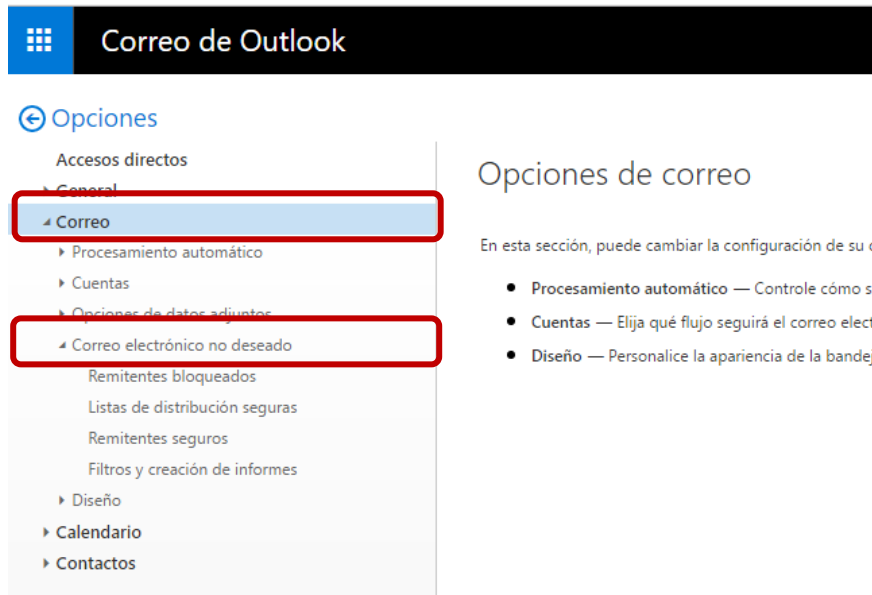 Correo de Outlook
Opciones
Accesos directos
General
Correo
Procesamiento automático
Cuentas
Opciones de datos adjuntos
Correo electrónico no deseado
Remitentes bloqueados
Listas de distribución seguras
Remitentes seguros
Filtros y creación de informes
Diseño
Calendario
Contactos
Opciones de correo
En esta sección, puede cambiar la configuración de su
Procesamiento automático — Controle cómo
Cuentas — Elija qué flujo seguirá el correo
Diseño — Personalice la apariencia de la